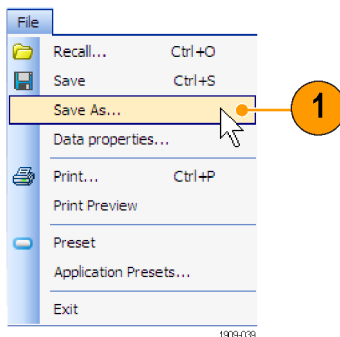 File
Recall... Ctrl+O
Save Ctrl+S
Save As...
1
Data properties...
Print... Ctrl+P
Print Preview
Preset
Application Presets...
Exit
1909-039